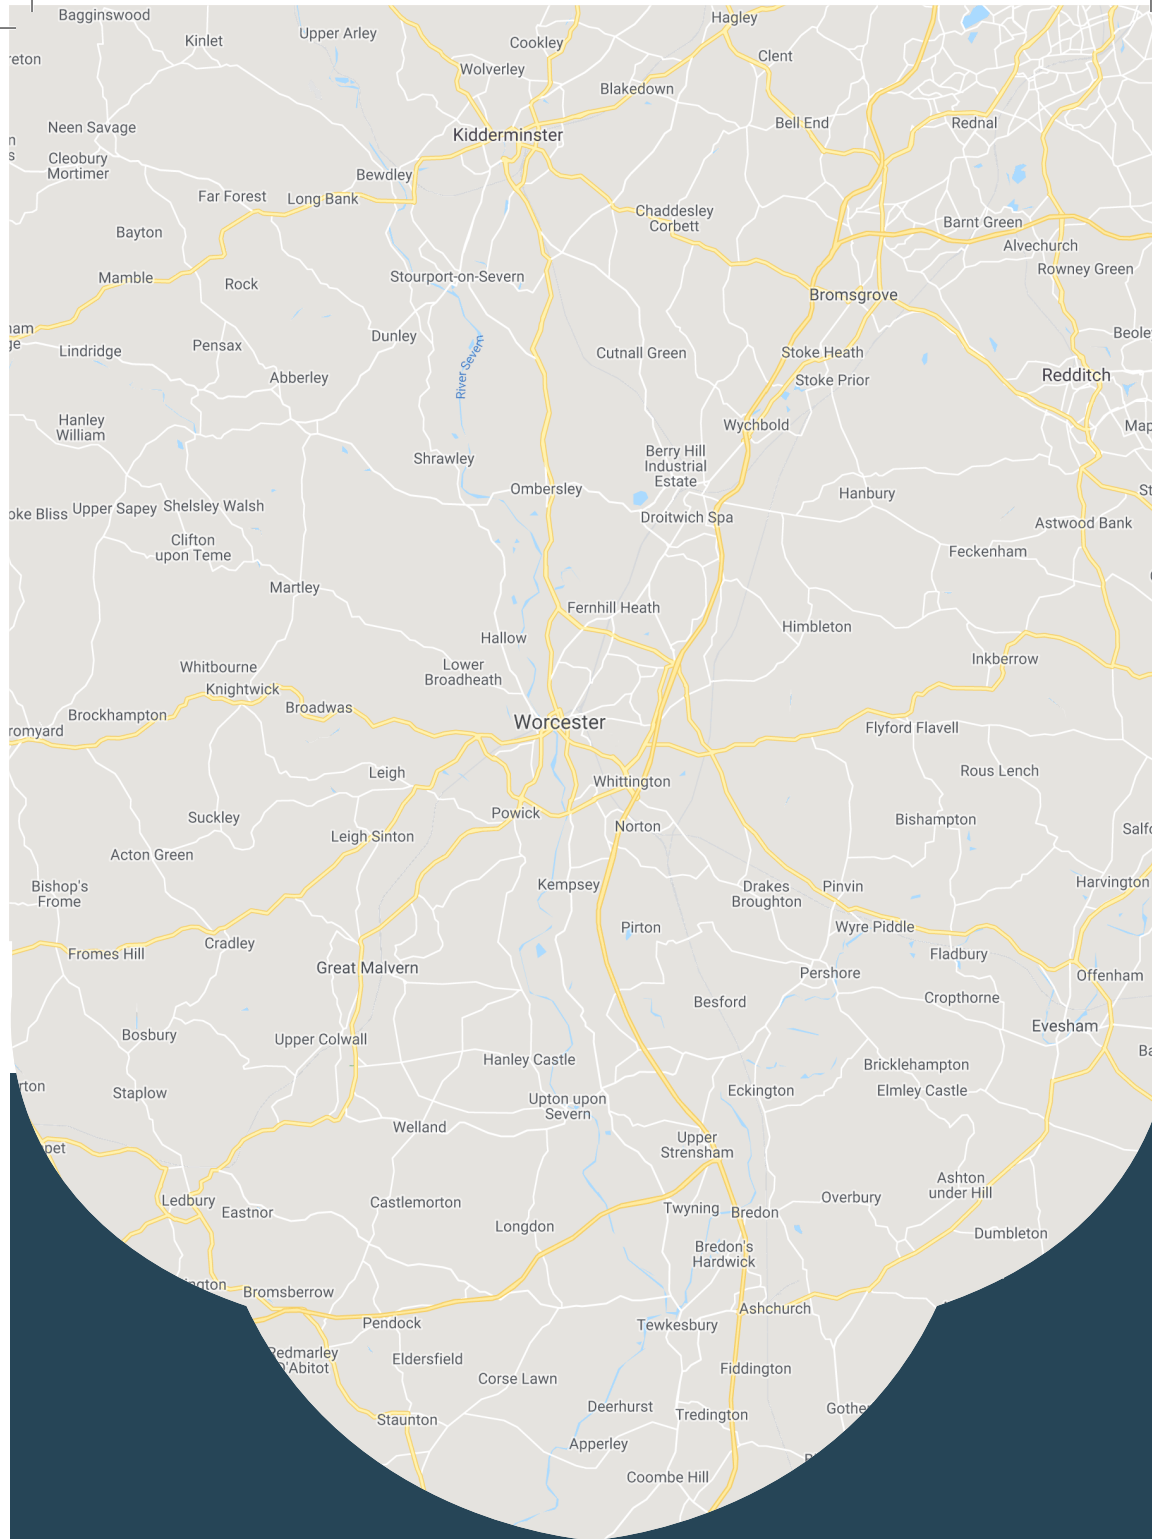 Bagginswood
Hagley
Kinlet
Upper Arley
Cookley
Clent
Wolverley
Blakedown
Neen Savage
Bell End
Rednal
Kidderminster
Cleobury
Mortimer
Bewdley
Far Forest
Long Bank
Chaddesley
Corbett
Barnt Green
Bayton
Alvechurch
Rowney Green
Mamble
Rock
Stourport-on-Severn
Bromsgrove
Dunley
Lindridge
Pensax
River Severn
Cutnall Green
Stoke Heath
Stoke Prior
Redditch
Abberley
Hanley
William
Wychbold
Shrawley
Berry Hill
Industrial
Estate
Ombersley
Hanbury
oke Bliss
Upper Sapey
Shelsley Walsh
Droitwich Spa
Astwood Bank
Clifton
upon Teme
Feckenham
Martley
Fernhill Heath
Himbleton
Hallow
Whitbourne
Lower
Broadheath
Inkberrow
Knightwick
Broadwas
Brockhampton
Worcester
romyard
Flyford Flavell
Leigh
Whittington
Rous Lench
Suckley
Powick
Norton
Bishampton
Leigh Sinton
Acton Green
Bishop's
Frome
Kempsey
Drakes
Broughton
Pinvin
Harvington
Pirton
Wyre Piddle
Cradley
Fromes Hill
Great Malvern
Fladbury
Pershore
Offenham
Besford
Cropthorne
Bosbury
Upper Colwall
Evesham
Hanley Castle
Bricklehampton
Staplow
Eckington
Elmley Castle
Upton upon
Severn
Welland
Upper
Strensham
Ledbury
Eastnor
Castlemorton
Twyning
Bredon
Overbury
Ashton
under Hill
Longdon
Dumbleton
Bredon's
Hardwick
Bromsberrow
Ashchurch
Pendock
Tewkesbury
Redmarley
D'Abitot
Eldersfield
Corse Lawn
Fiddington
Deerhurst
Tredington
Staunton
Apperley
Coombe Hill